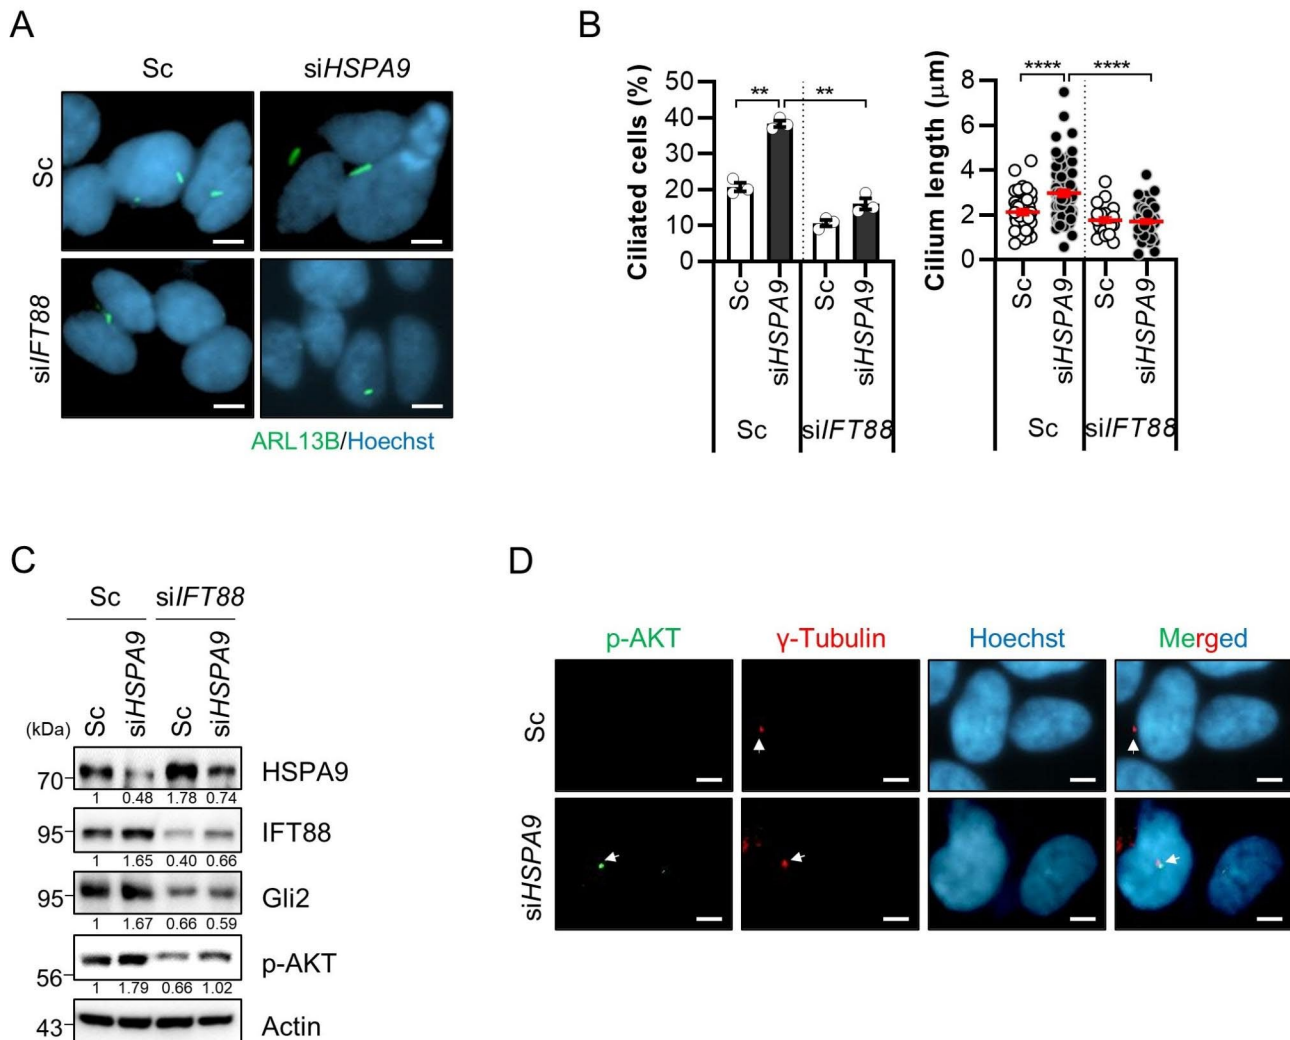 A
Sc
siHSPA9
Sc
siIFT88
ARL13B/Hoechst
B
Ciliated cells (%)
50
40
30
20
10
0
**
**
Sc
siHSPA9
Sc
siHSPA9
Sc
siIFT88
Cilium length (μm)
8
6
4
2
0
****
****
Sc
siHSPA9
Sc
siHSPA9
Sc
siIFT88
C
Sc
siIFT88
(kDa)
Sc
siHSPA9
Sc
siHSPA9
70
HSPA9
1 0.48 1.78 0.74
95
IFT88
1 1.65 0.40 0.66
95
Gli2
1 1.67 0.66 0.59
56
p-AKT
1 1.79 0.66 1.02
43
Actin
D
p-AKT
γ-Tubulin
Hoechst
Merged
Sc
siHSPA9